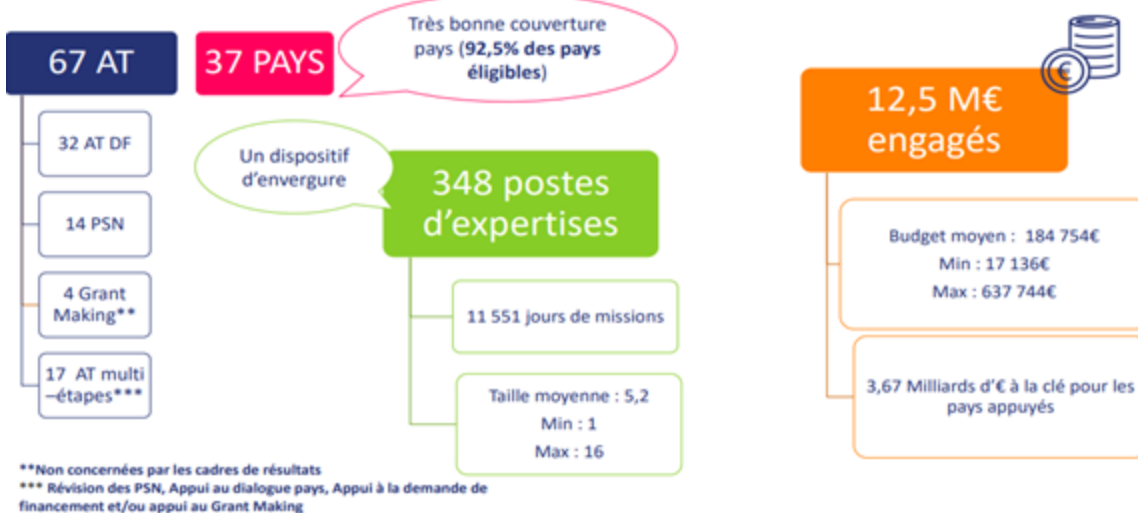 67 AT
37 PAYS
Très bonne couverture
pays (92,5% des pays
éligibles)
32 AT DF
14 PSN
4 Grant
Making**
17 AT multi
–étapes***
Un dispositif
d'envergure
348 postes
d'expertises
11 551 jours de missions
Taille moyenne : 5,2
Min : 1
Max : 16
€
12,5 M€
engagés
Budget moyen : 184 754€
Min : 17 136€
Max : 637 744€
3,67 Milliards d'€ à la clé pour les
pays appuyés
**Non concernées par les cadres de résultats
*** Révision des PSN, Appui au dialogue pays, Appui à la demande de
financement et/ou appui au Grant Making